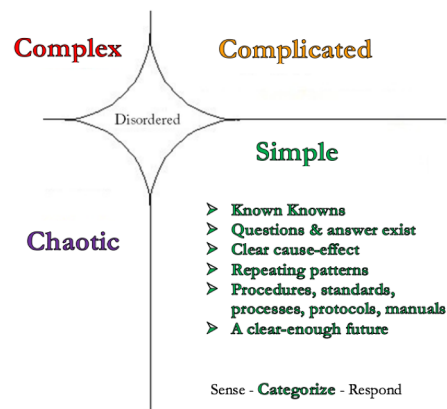 Complex
Complicated
Disordered
Simple
Chaotic
Known Knowns
Questions & answer exist
Clear cause-effect
Repeating patterns
Procedures, standards,
processes, protocols, manuals
A clear-enough future
Sense - Categorize - Respond